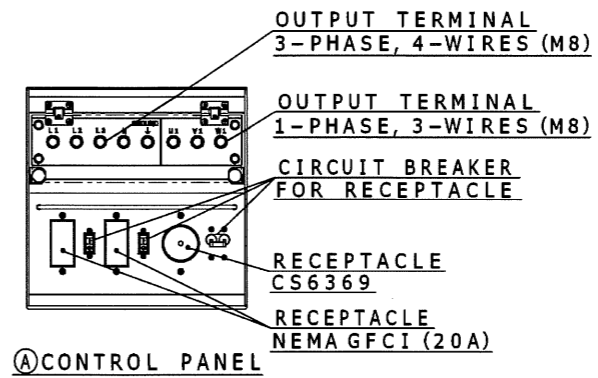 OUTPUT TERMINAL
3-PHASE, 4-WIRES (M8)
OUTPUT TERMINAL
1-PHASE, 3-WIRES (M8)
L1 L2 L3 N U1 V1 W1
CIRCUIT BREAKER
FOR RECEPTACLE
RECEPTACLE
CS6369
RECEPTACLE
NEMA GFCI (20A)
Ⓐ CONTROL PANEL